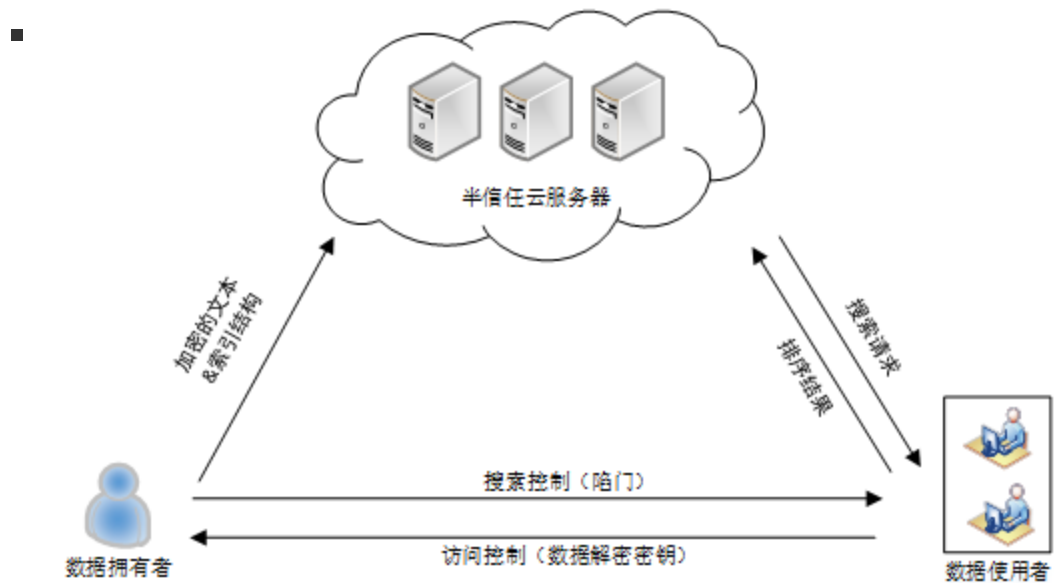 半信任云服务器
加密的文本
&索引结构
搜索请求
排序结果
搜索控制（陷门）
访问控制（数据解密密钥）
数据拥有者
数据使用者